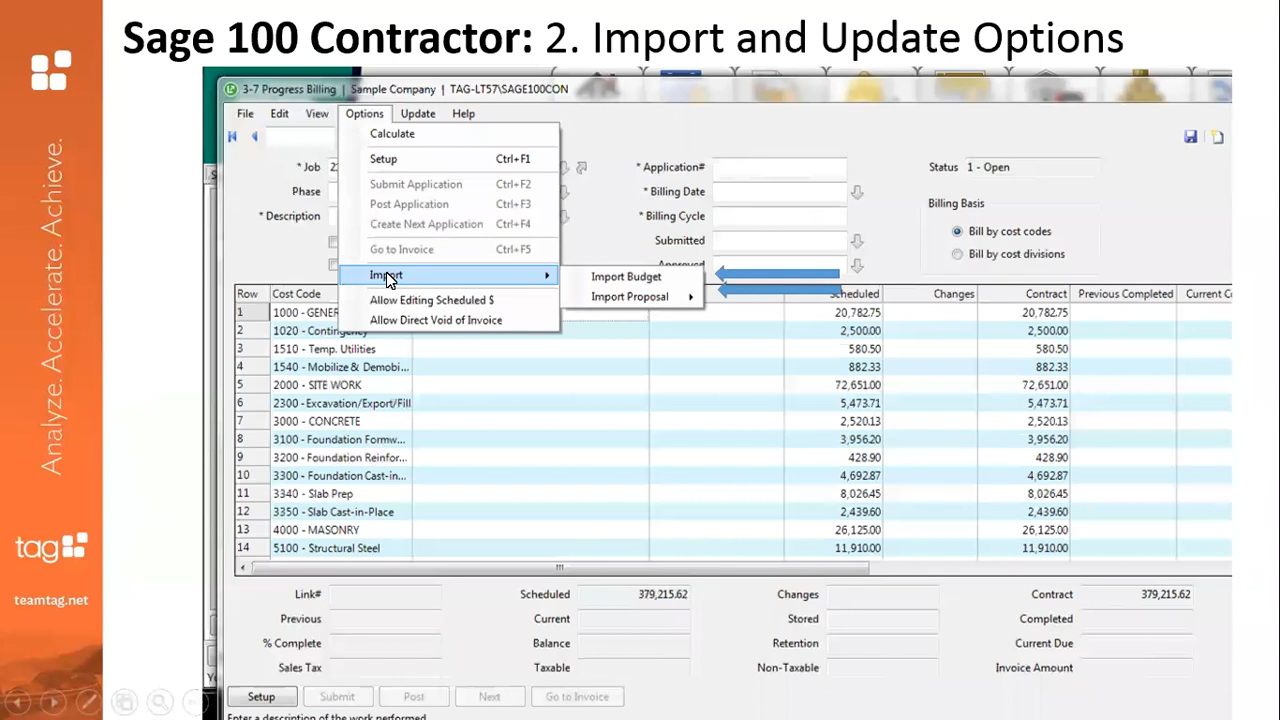 Sage 100 Contractor: 2. Import and Update Options
Analyze. Accelerate. Achieve.
tag
teamtag.net
3-7 Progress Billing | Sample Company | TAG-LT57\SAGE100CON
File Edit View Options Update Help
Calculate
Setup Ctrl+F1
Submit Application Ctrl+F2
Post Application Ctrl+F3
Create Next Application Ctrl+F4
Go to Invoice Ctrl+F5
Import
Allow Editing Scheduled $
Allow Direct Void of Invoice
Import Budget
Import Proposal
* Job
Phase
* Description
* Application#
* Billing Date
* Billing Cycle
Submitted
Approved
Status 1 - Open
Billing Basis
Bill by cost codes
Bill by cost divisions
Row Cost Code Scheduled Changes Contract Previous Completed
1 1000 - GENER 20,782.75 20,782.75
2 1020 - Contingency 2,500.00 2,500.00
3 1510 - Temp. Utilities 580.50 580.50
4 1540 - Mobilize & Demobi... 882.33 882.33
5 2000 - SITE WORK 72,651.00 72,651.00
6 2300 -Excavation/Export/Fill 5,473.71 5,473.71
7 3000 - CONCRETE 2,520.13 2,520.13
8 3100 - Foundation Formw... 3,956.20 3,956.20
9 3200 - Foundation Reinfor... 428.90 428.90
10 3300 - Foundation Cast-in... 4,692.87 4,692.87
11 3340 - Slab Prep 8,026.45 8,026.45
12 3350 - Slab Cast-in-Place 2,439.60 2,439.60
13 4000 - MASONRY 26,125.00 26,125.00
14 5100 - Structural Steel 11,910.00 11,910.00
Link# Scheduled 379,215.62 Changes Contract 379,215.62
Previous Current Stored Completed
% Complete Balance Retention Current Due
Sales Tax Taxable Non-Taxable Invoice Amount
Setup Submit Post Next Go to Invoice
Enter a description of the work performed